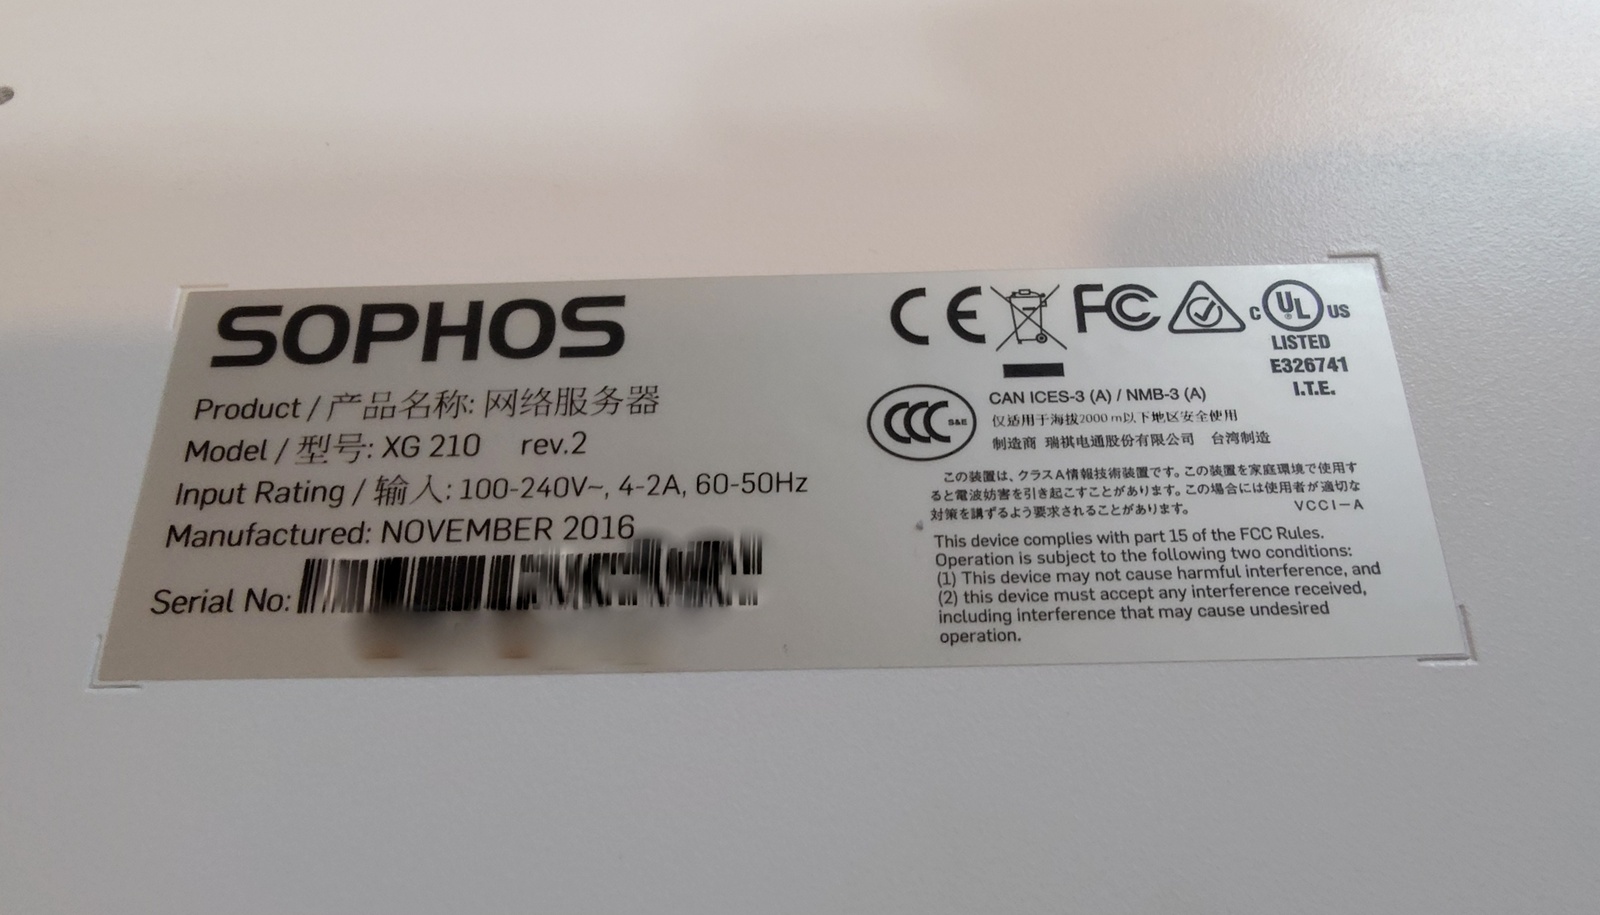 SOPHOS
Product / 产品名称: 网络服务器
Model / 型号: XG 210 rev.2
Input Rating / 输入: 100-240V~, 4-2A, 60-50Hz
Manufactured: NOVEMBER 2016
Serial No:
CE FC
c UL US
LISTED
E326741
I.T.E.
CCC S&E
CAN ICES-3 (A) / NMB-3 (A)
仅适用于海拔2000 m以下地区安全使用
制造商 瑞祺电通股份有限公司 台湾制造
この装置は、クラスA情報技術装置です。この装置を家庭環境で使用す
ると電波妨害を引き起こすことがあります。この場合には使用者が適切な
対策を講ずるよう要求されることがあります。 VCCI-A
This device complies with part 15 of the FCC Rules.
Operation is subject to the following two conditions:
(1) This device may not cause harmful interference, and
(2) this device must accept any interference received,
including interference that may cause undesired
operation.